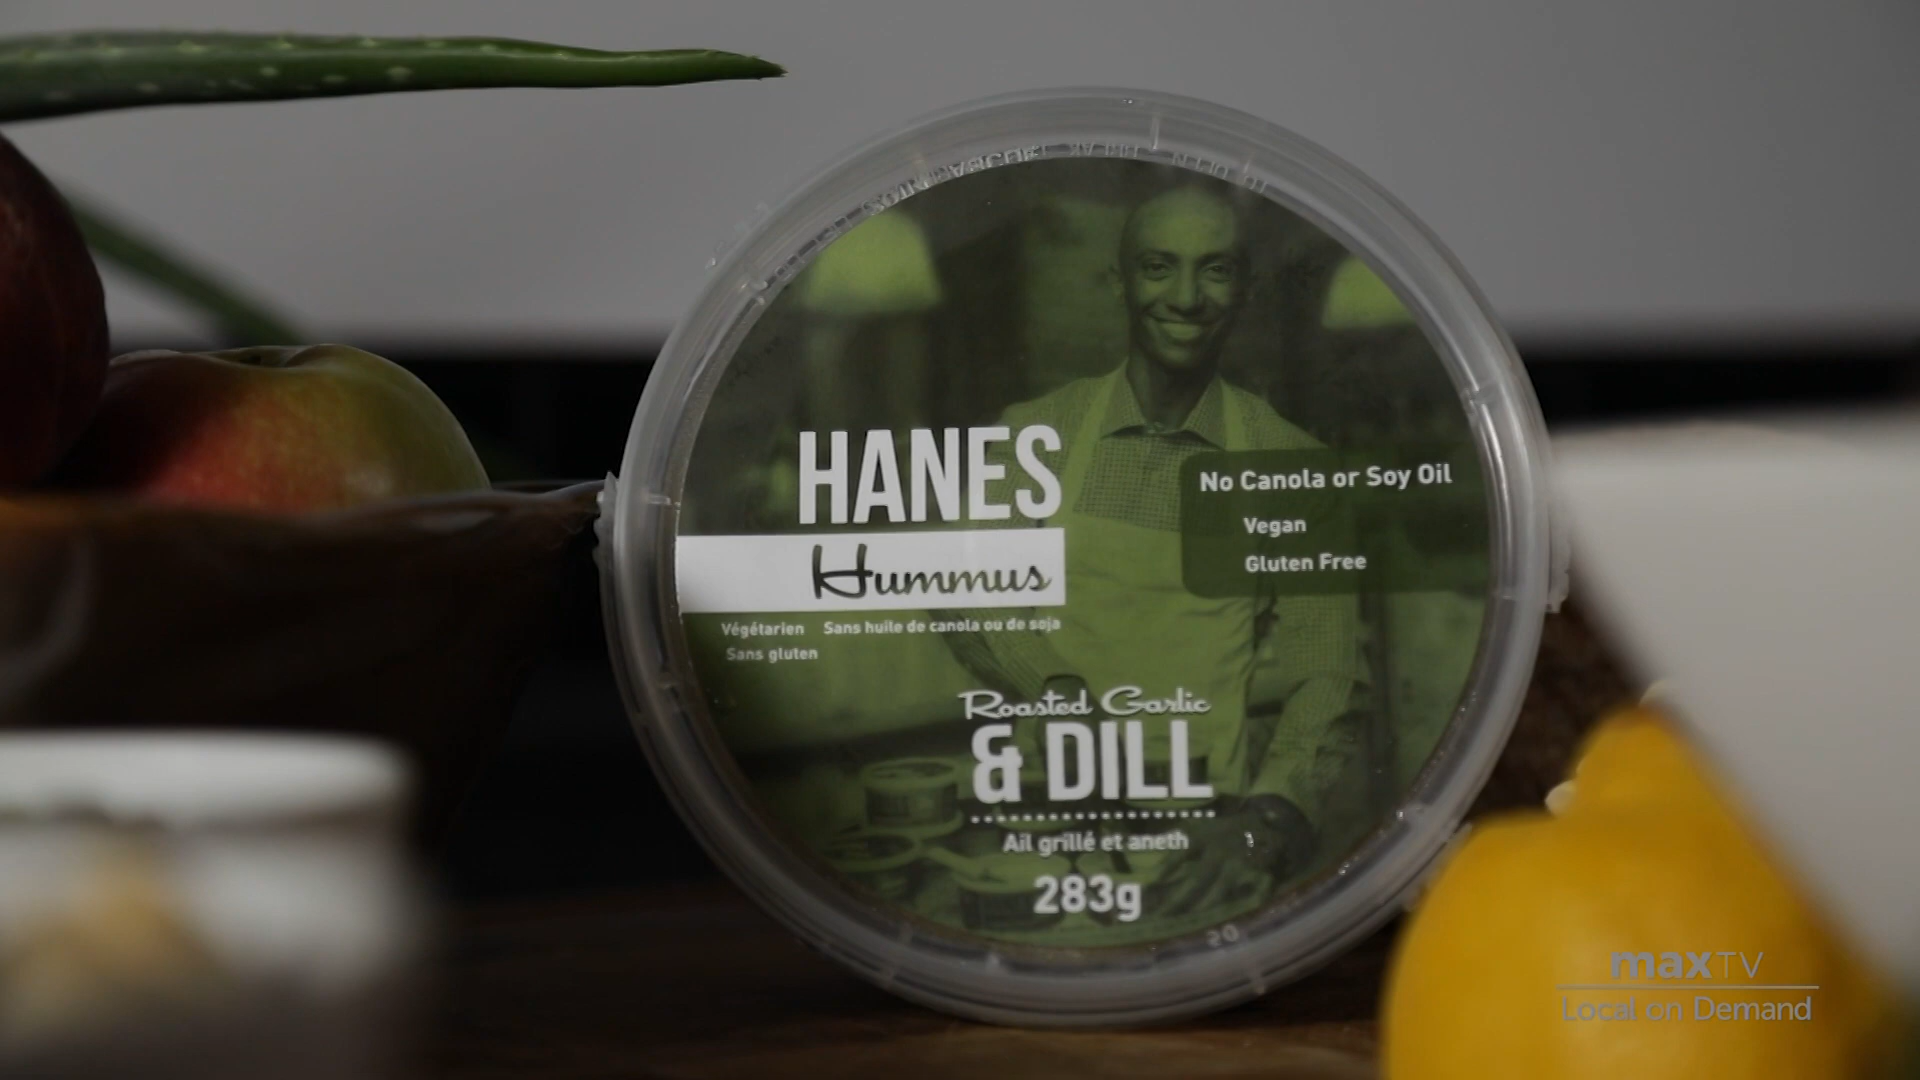 HANES
Hummus
Végétarien Sans huile de canola ou de soja
Sans gluten
No Canola or Soy Oil
Vegan
Gluten Free
Roasted Garlic
& DILL
Ail grillé et aneth
283g
20
maxTV
Local on Demand